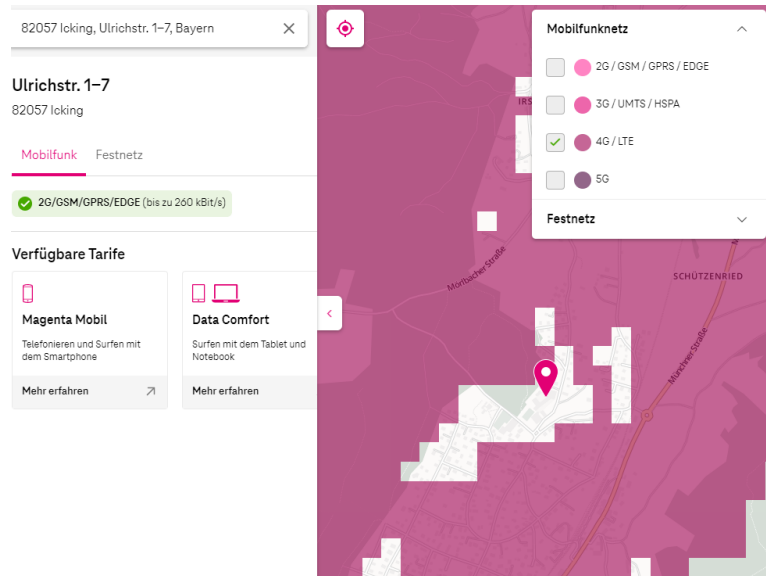 82057 Icking, Ulrichstr. 1–7, Bayern
Ulrichstr. 1–7
82057 Icking
Mobilfunk Festnetz
2G/GSM/GPRS/EDGE (bis zu 260 kBit/s)
Verfügbare Tarife
Magenta Mobil
Telefonieren und Surfen mit
dem Smartphone
Mehr erfahren
Data Comfort
Surfen mit dem Tablet und
Notebook
Mehr erfahren
Mobilfunknetz
2G / GSM / GPRS / EDGE
3G / UMTS / HSPA
4G / LTE
5G
Festnetz
IRS
Morlbacher Straße
SCHÜTZENRIED
Münchner Straße